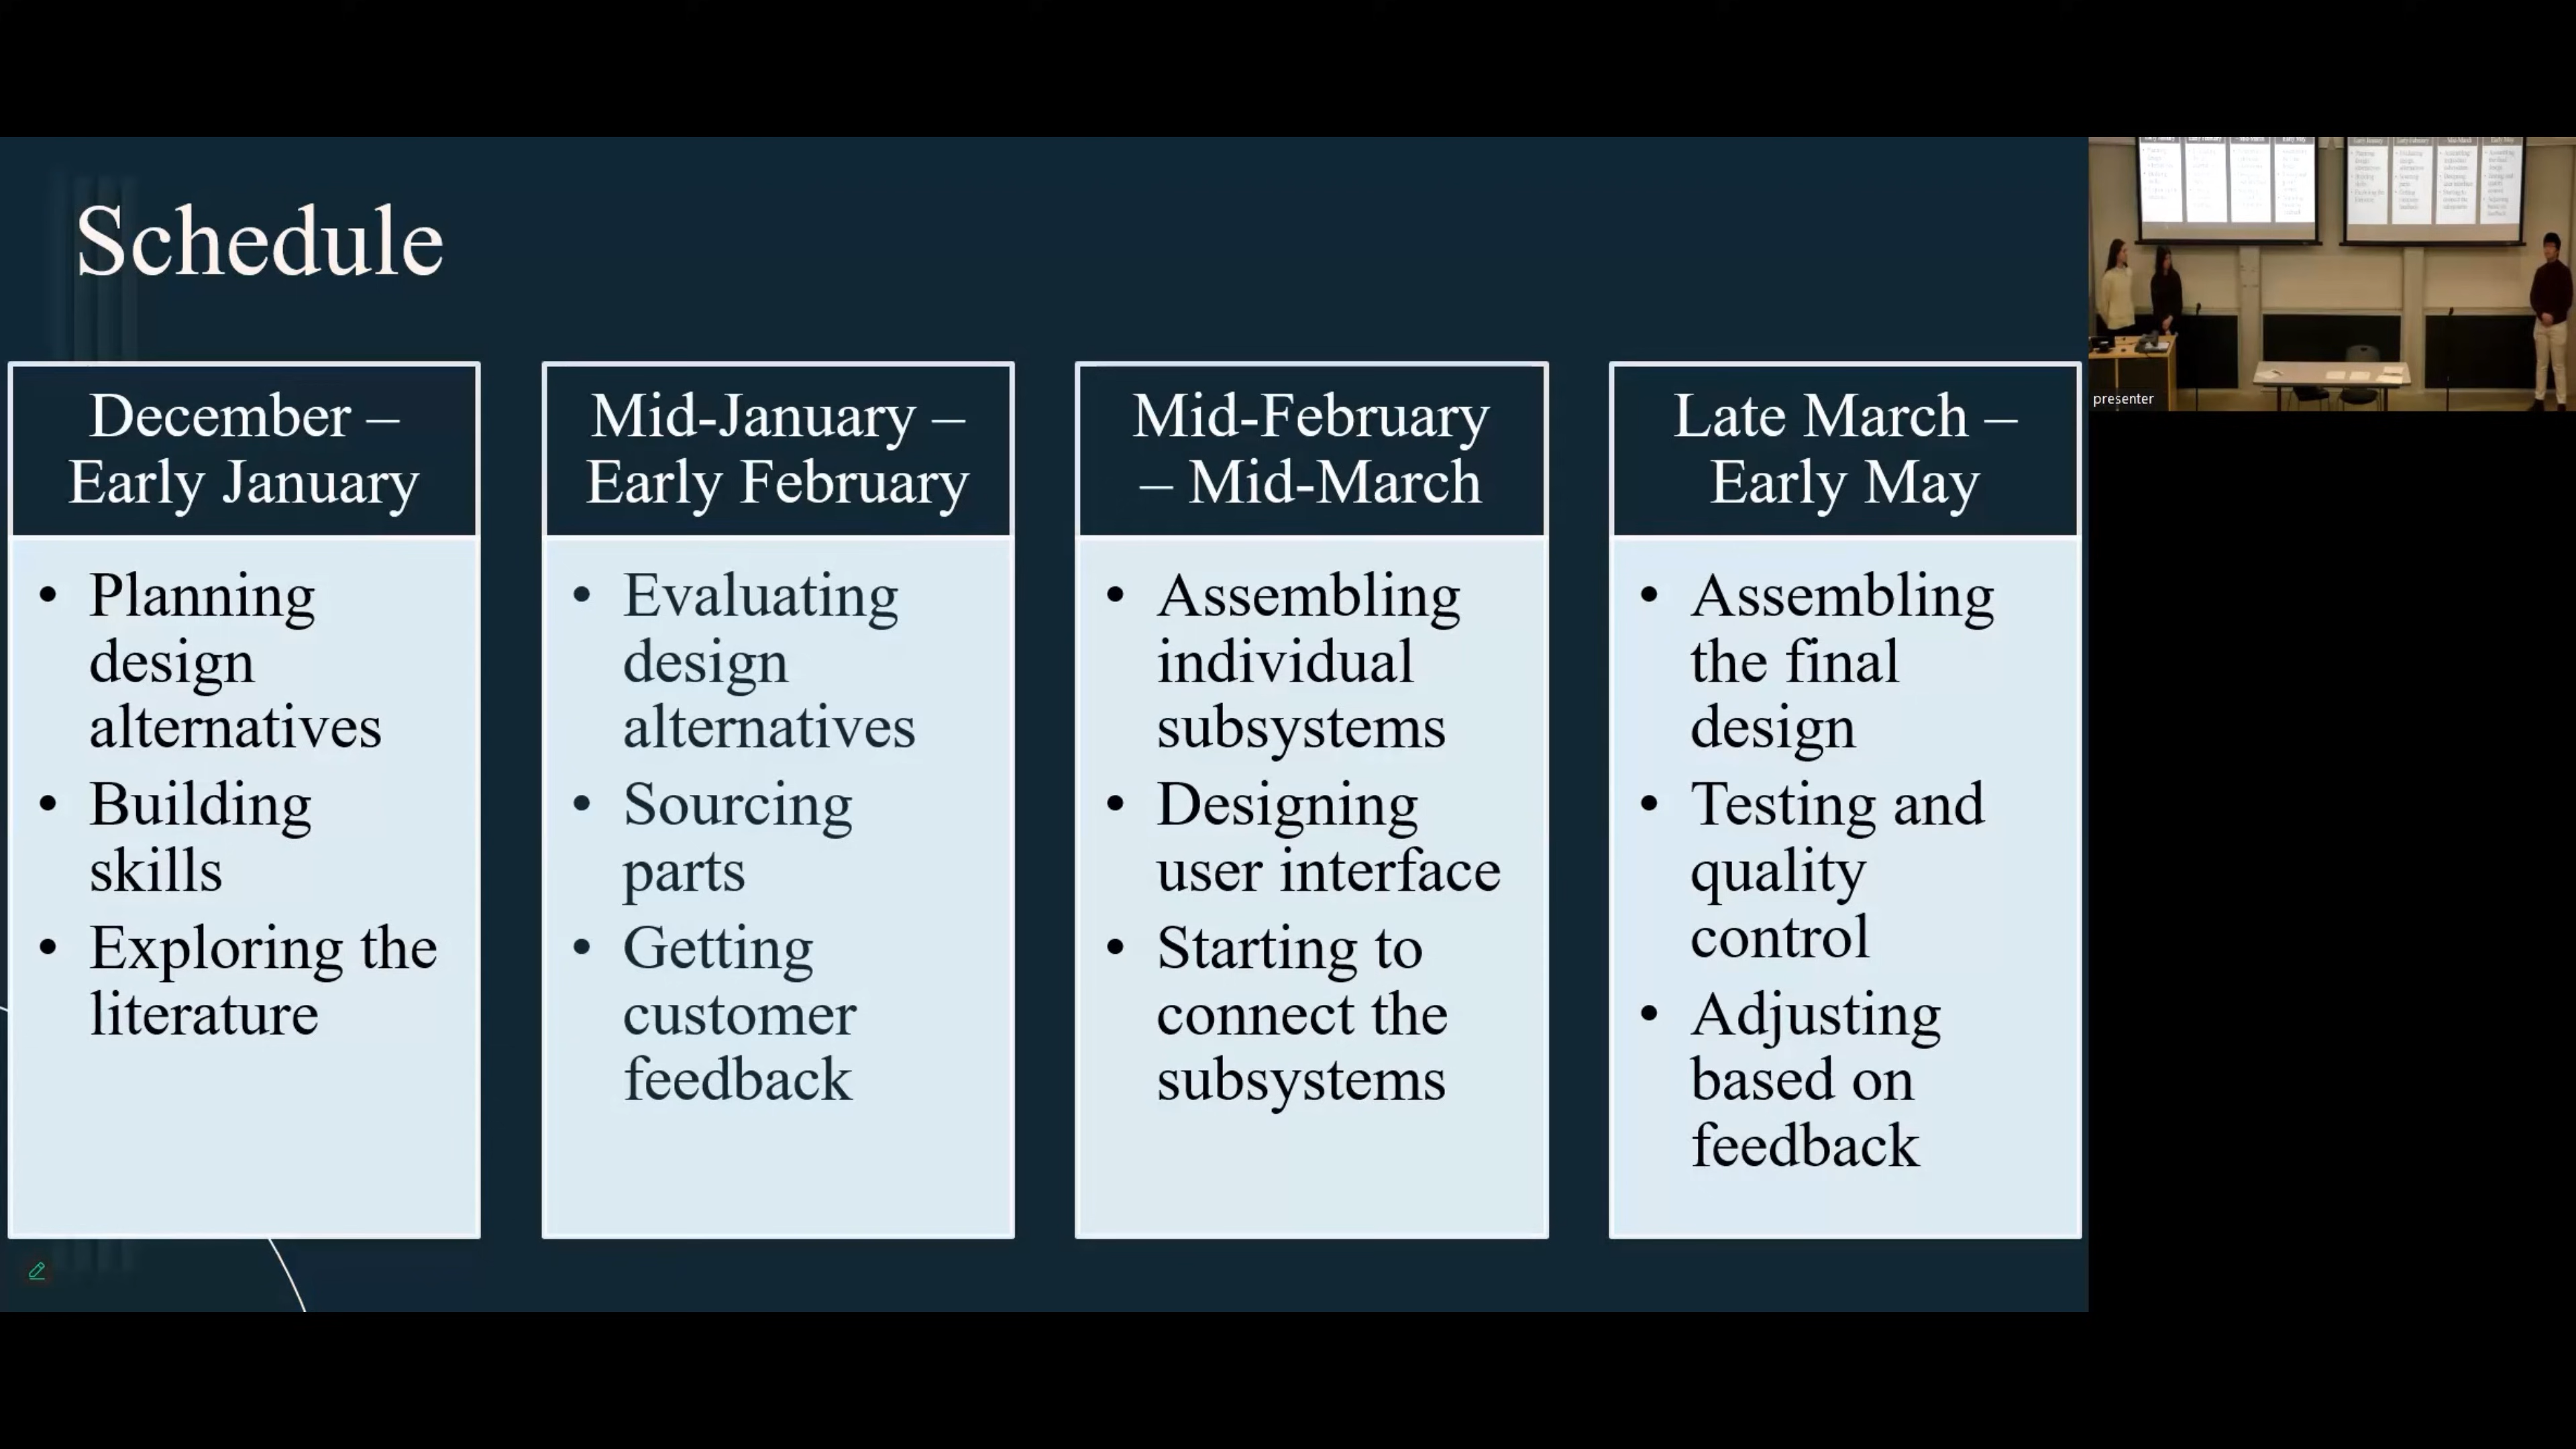 Schedule
December –
Early January
• Planning
design
alternatives
• Building
skills
• Exploring the
literature
Mid-January –
Early February
• Evaluating
design
alternatives
• Sourcing
parts
• Getting
customer
feedback
Mid-February
– Mid-March
• Assembling
individual
subsystems
• Designing
user interface
• Starting to
connect the
subsystems
Late March –
Early May
• Assembling
the final
design
• Testing and
quality
control
• Adjusting
based on
feedback
presenter